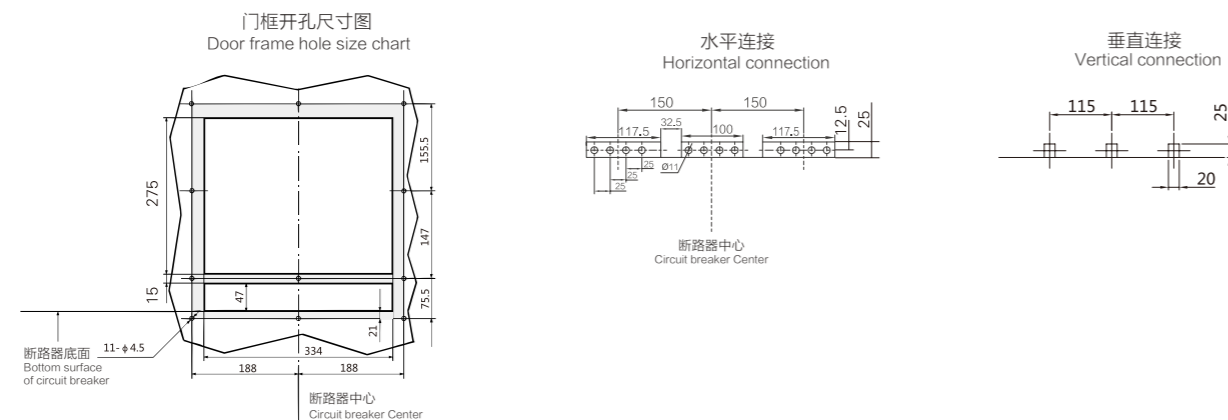 门框开孔尺寸图
Door frame hole size chart
275
15
47
21
155.5
147
75.5
334
188
188
11-ϕ4.5
断路器底面
Bottom surface
of circuit breaker
断路器中心
Circuit breaker Center
水平连接
Horizontal connection
150
150
117.5
32.5
100
117.5
12.5
25
25
25
25
Ø11
断路器中心
Circuit breaker Center
垂直连接
Vertical connection
115
115
25
20